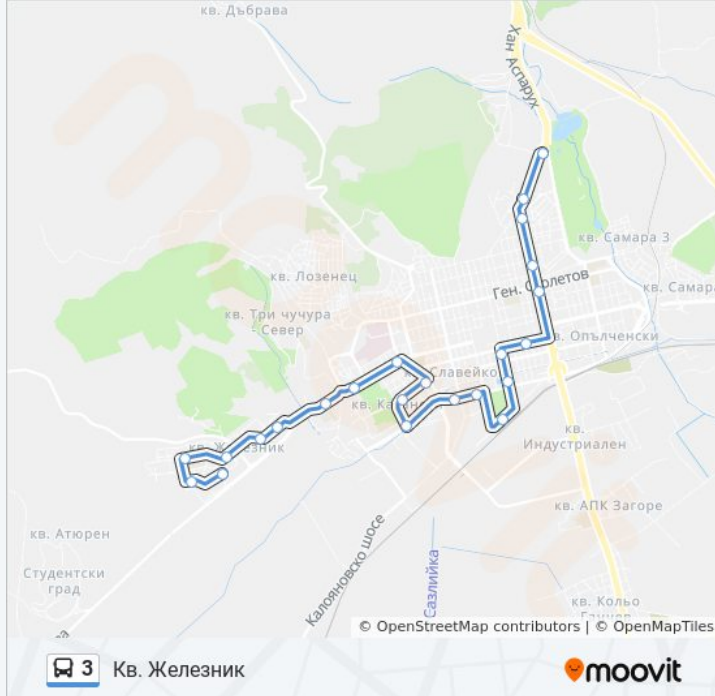 кв. Дъбрава
Хан Аспарух
кв. Самара 3
кв. Лозенец
Ген. Столетов
кв. Самара
кв. Три чучура
- Север
кв. Опълченски
Славейко
кв.
кв. Железник
кв.
Индустриален
кв. АПК Загоре
кв. Атюрен
Калояновско шосе
Сазлийка
Студентски
град
кв. Кольо
© OpenStreetMap contributors | © OpenMapTiles
3 Кв. Железник
moovit